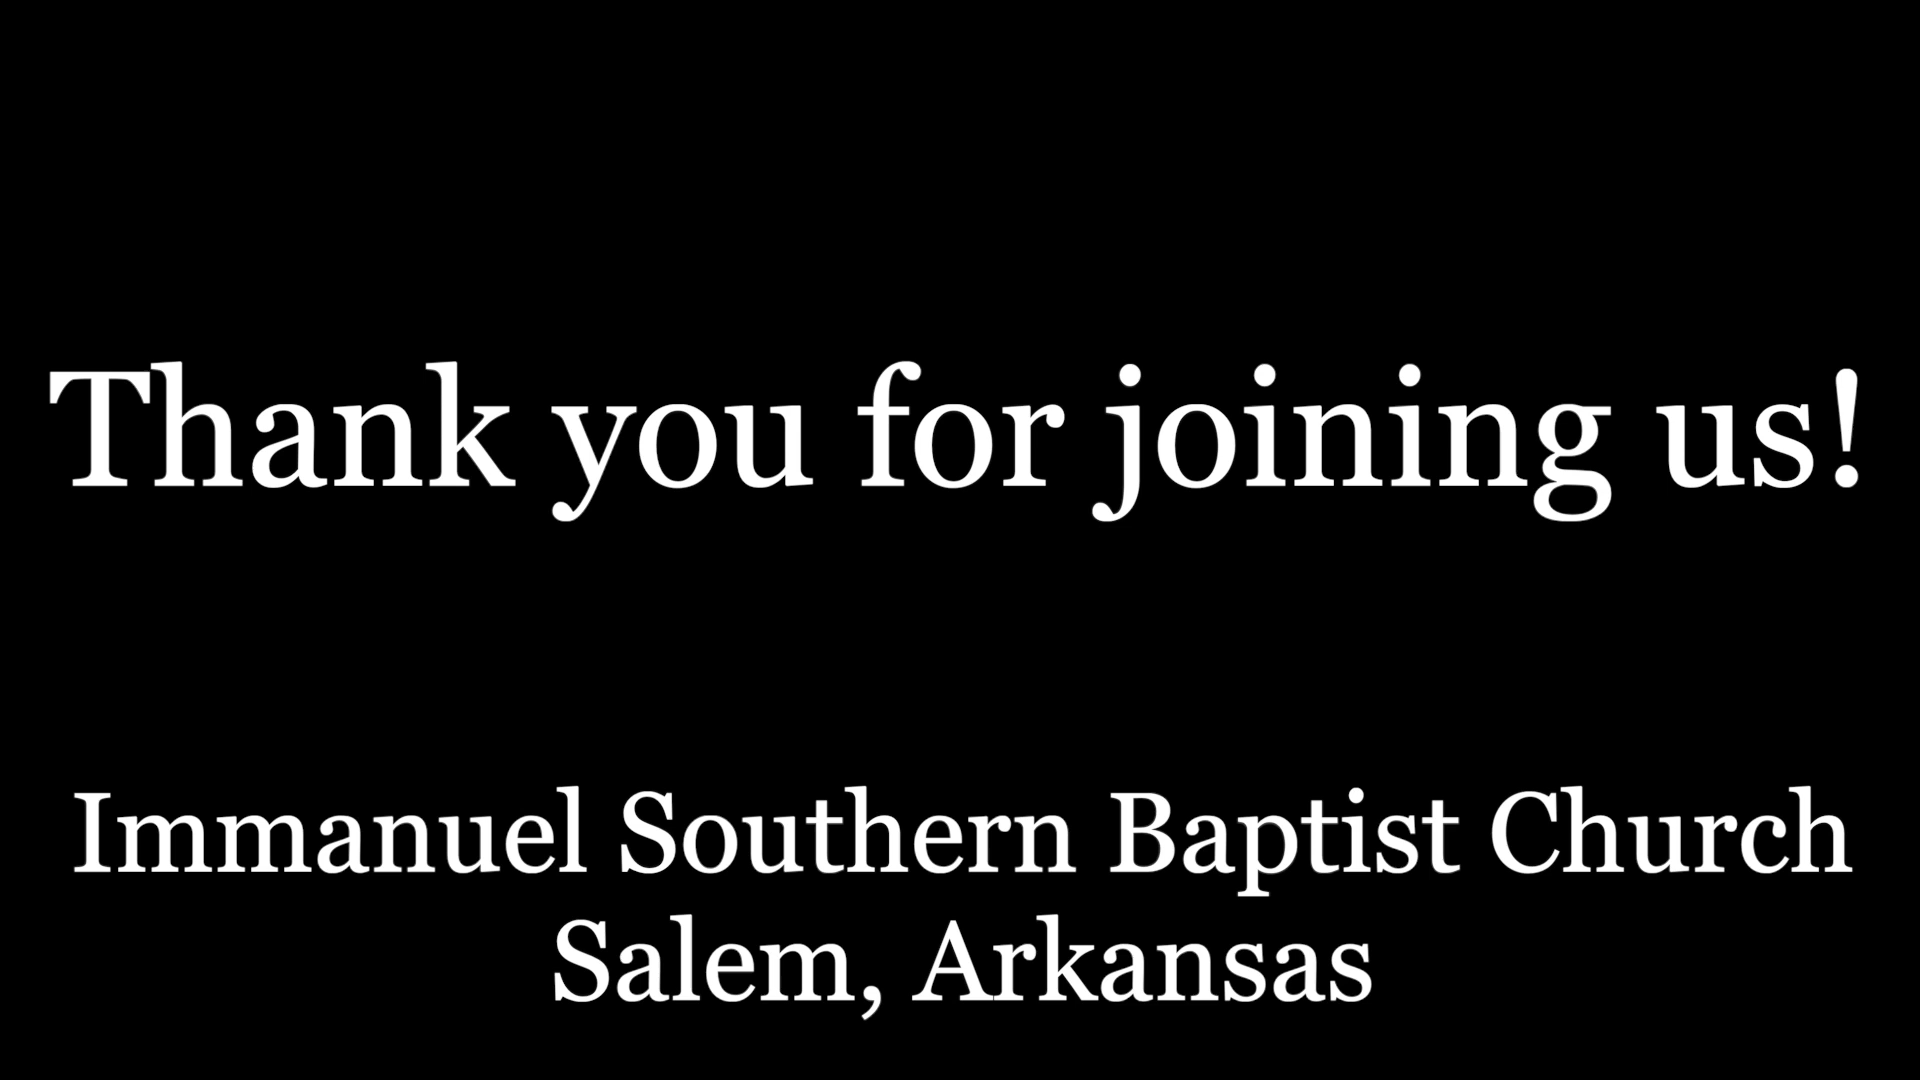 Thank you for joining us!
Immanuel Southern Baptist Church
Salem, Arkansas